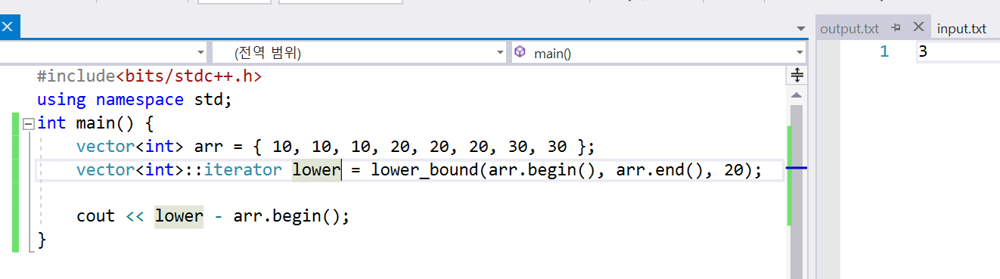 output.txt
input.txt
(전역 범위)
main()
#include<bits/stdc++.h>
using namespace std;
int main() {
vector<int> arr = { 10, 10, 10, 20, 20, 20, 30, 30 };
vector<int>::iterator lower = lower_bound(arr.begin(), arr.end(), 20);
cout << lower - arr.begin();
}
1 3